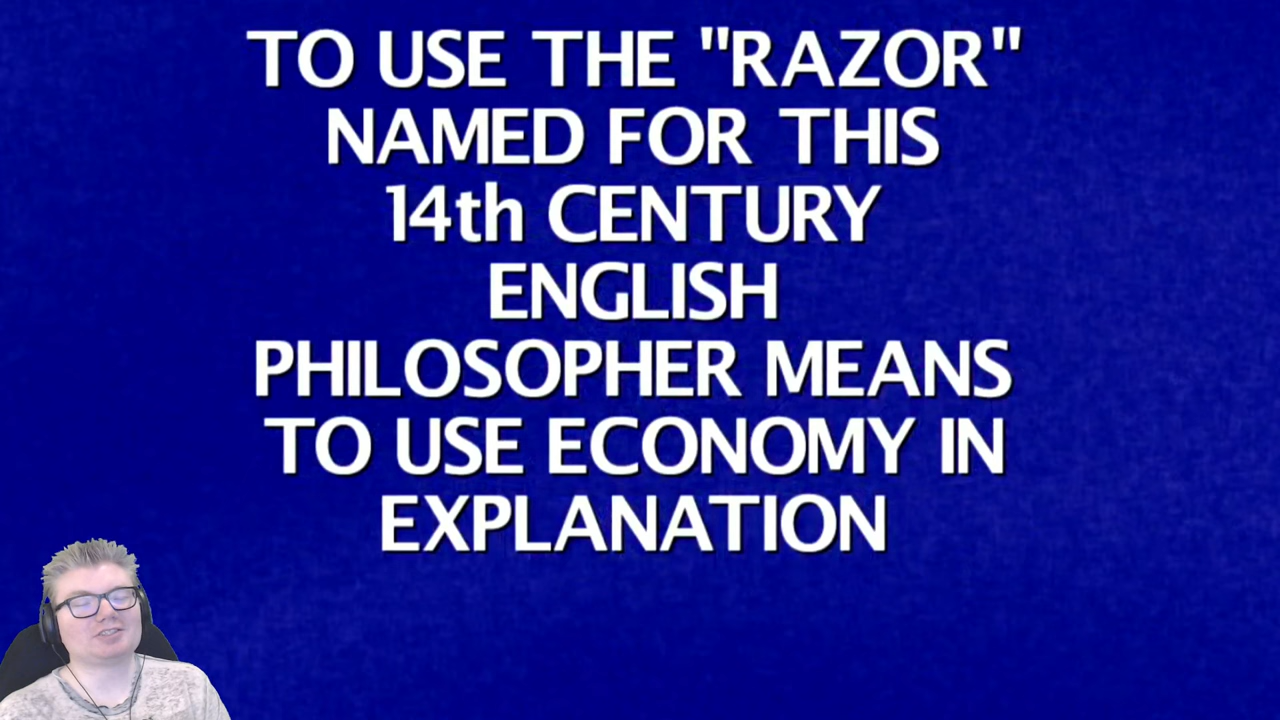 TO USE THE "RAZOR"
NAMED FOR THIS
14th CENTURY
ENGLISH
PHILOSOPHER MEANS
TO USE ECONOMY IN
EXPLANATION